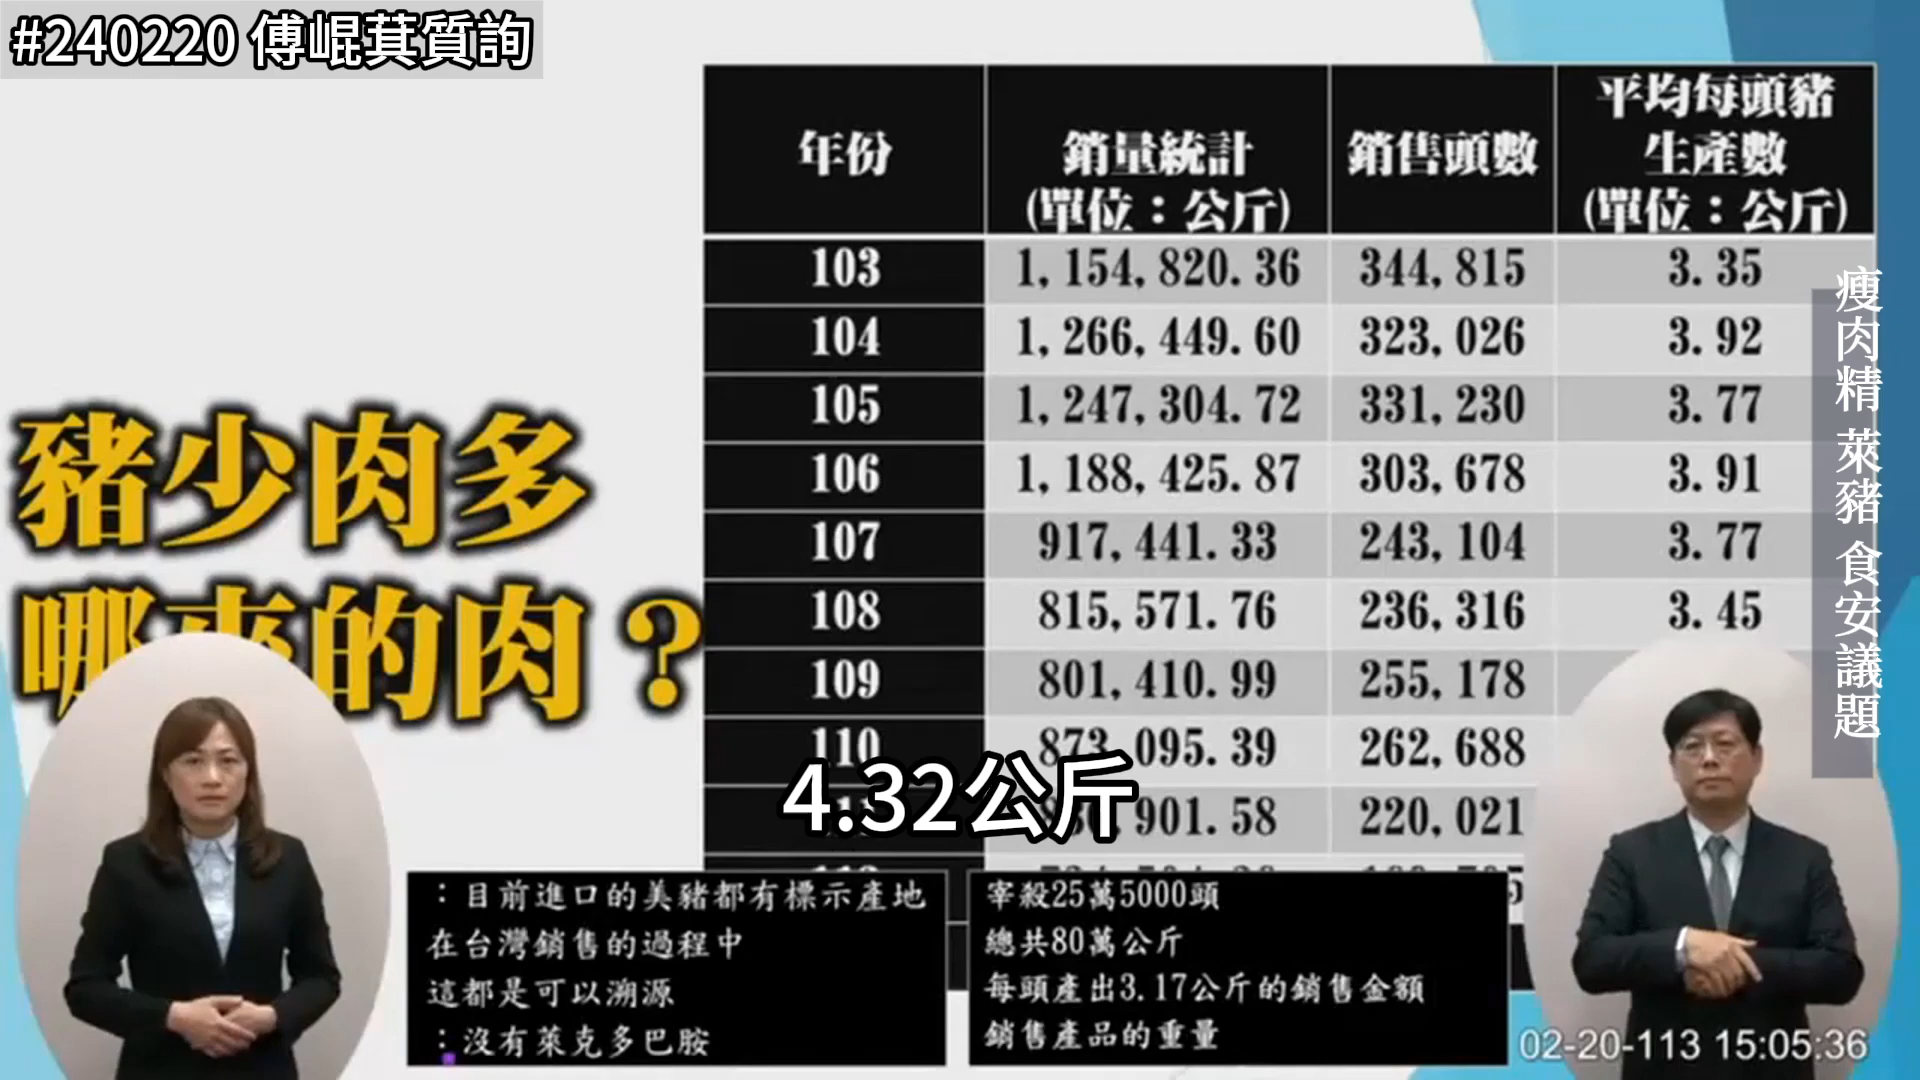 #240220 傅崐萁質詢
年份 銷量統計 (單位：公斤) 銷售頭數 平均每頭豬生產數 (單位：公斤)
103 1,154,820.36 344,815 3.35
104 1,266,449.60 323,026 3.92
105 1,247,304.72 331,230 3.77
106 1,188,425.87 303,678 3.91
107 917,441.33 243,104 3.77
108 815,571.76 236,316 3.45
109 801,410.99 255,178
110 873,095.39 262,688
901.58 220,021
豬少肉多
哪來的肉？
瘦肉精 萊豬 食安議題
4.32公斤
：目前進口的美豬都有標示產地
在台灣銷售的過程中
這都是可以溯源
：沒有萊克多巴胺
宰殺25萬5000頭
總共80萬公斤
每頭產出3.17公斤的銷售金額
銷售產品的重量
02-20-113 15:05:36